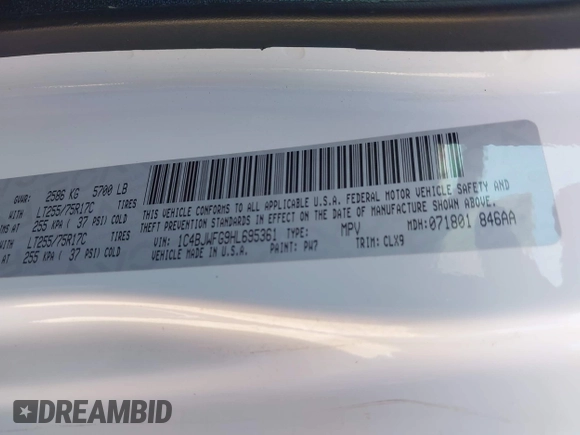 GVWR: 2586 KG 5700 LB
WITH LT255/75R17C TIRES
255 KPA ( 37 PSI) COLD
WITH LT255/75R17C TIRES
AT 255 KPA ( 37 PSI) COLD
THIS VEHICLE CONFORMS TO ALL APPLICABLE U.S.A. FEDERAL MOTOR VEHICLE SAFETY AND
THEFT PREVENTION STANDARDS IN EFFECT ON THE DATE OF MANUFACTURE SHOWN ABOVE.
VIN: 1C4BJWFG9HL695361 TYPE: MPV MDH: 071801 846AA
VEHICLE MADE IN U.S.A. PAINT: PW7 TRIM: CLX9
DREAMBID